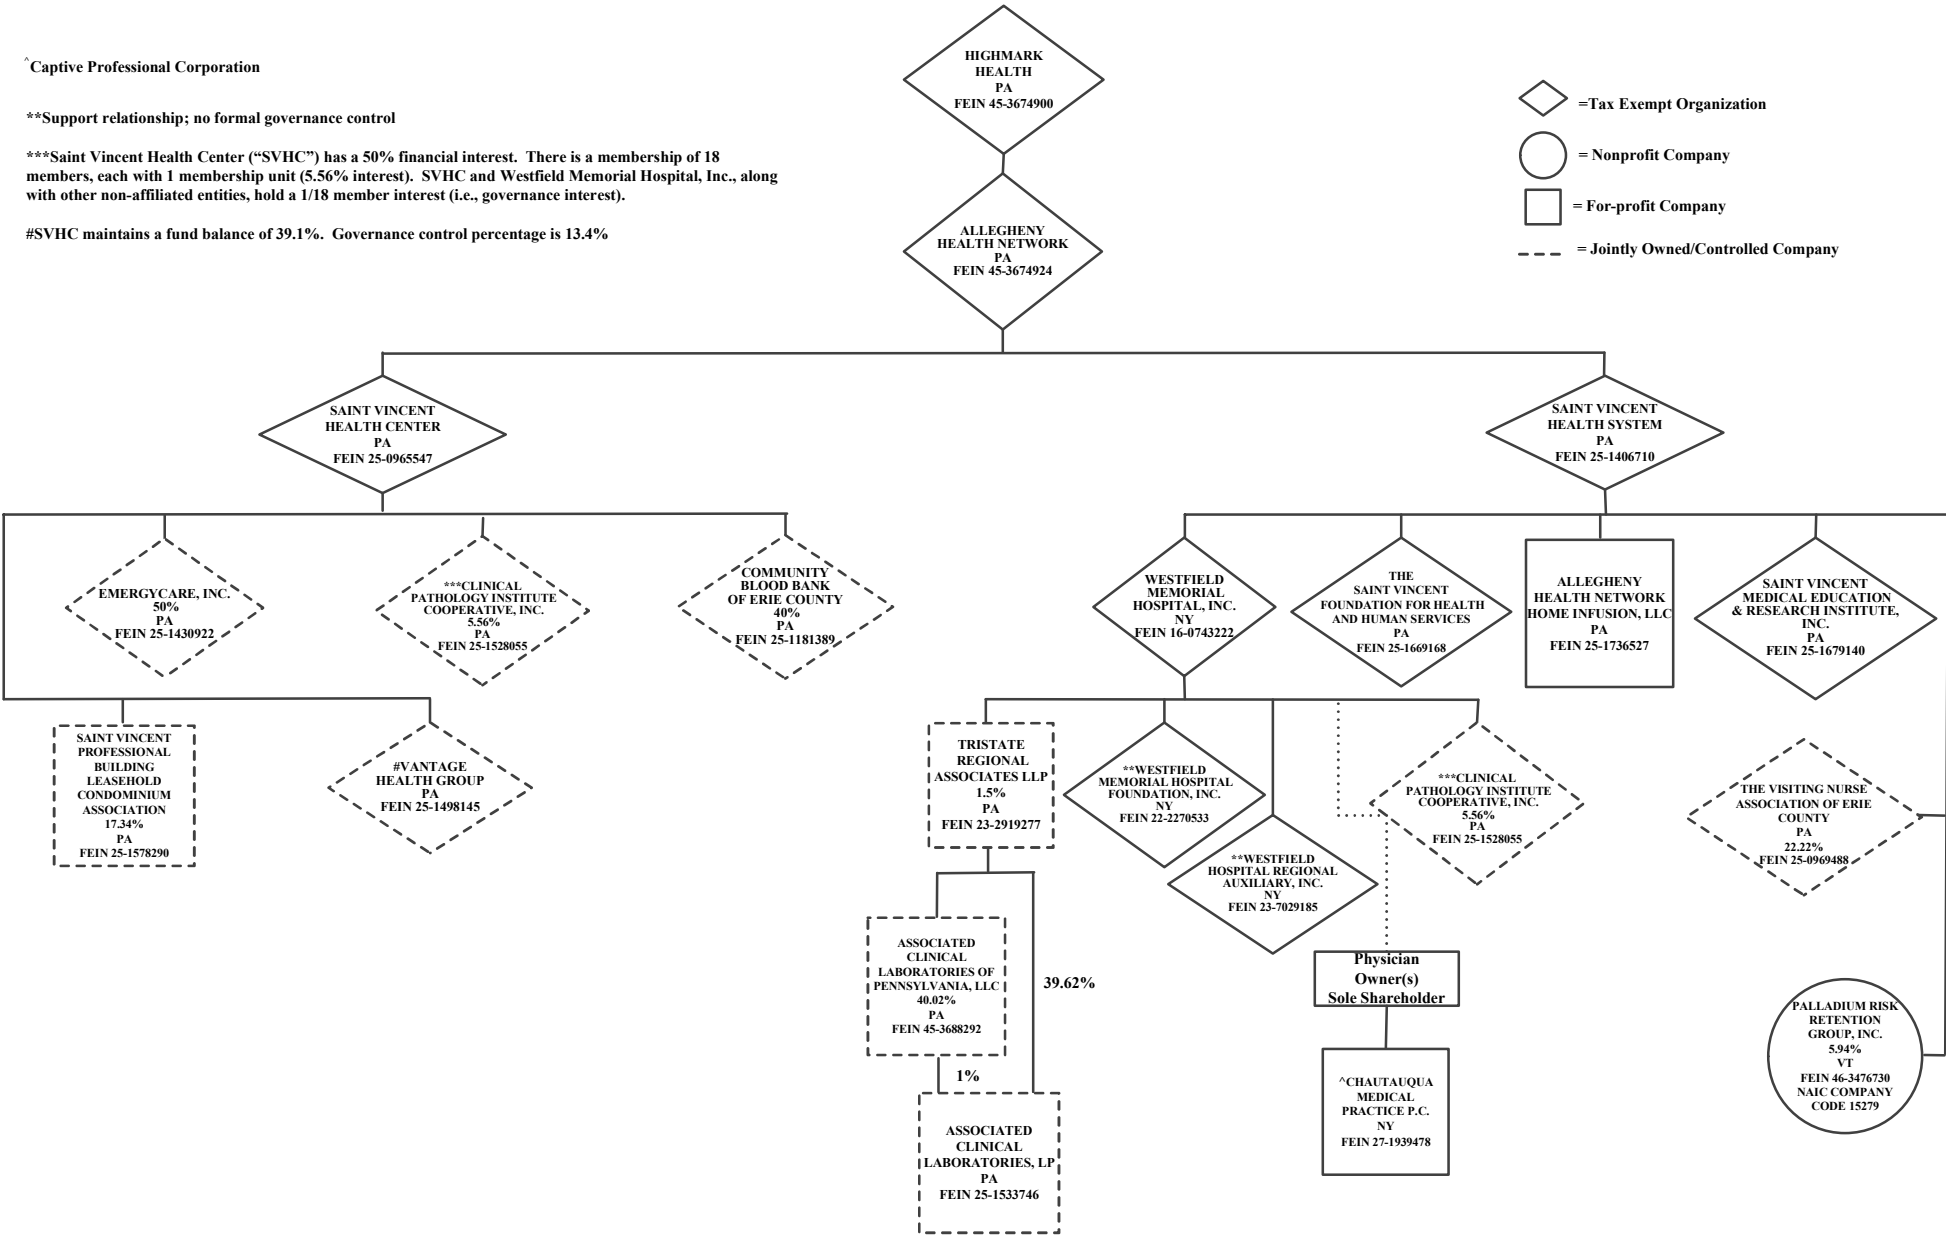 ^Captive Professional Corporation
**Support relationship; no formal governance control
***Saint Vincent Health Center (“SVHC”) has a 50% financial interest.  There is a membership of 18
members, each with 1 membership unit (5.56% interest).  SVHC and Westfield Memorial Hospital, Inc., along
with other non-affiliated entities, hold a 1/18 member interest (i.e., governance interest).
#SVHC maintains a fund balance of 39.1%.  Governance control percentage is 13.4%
HIGHMARK
HEALTH
PA
FEIN 45-3674900
=Tax Exempt Organization
= Nonprofit Company
= For-profit Company
= Jointly Owned/Controlled Company
ALLEGHENY
HEALTH NETWORK
PA
FEIN 45-3674924
SAINT VINCENT
HEALTH CENTER
PA
FEIN 25-0965547
SAINT VINCENT
HEALTH SYSTEM
PA
FEIN 25-1406710
EMERGYCARE, INC.
50%
PA
FEIN 25-1430922
***CLINICAL
PATHOLOGY INSTITUTE
COOPERATIVE, INC.
5.56%
PA
FEIN 25-1528055
COMMUNITY
BLOOD BANK
OF ERIE COUNTY
40%
PA
FEIN 25-1181389
WESTFIELD
MEMORIAL
HOSPITAL, INC.
NY
FEIN 16-0743222
THE
SAINT VINCENT
FOUNDATION FOR HEALTH
AND HUMAN SERVICES
PA
FEIN 25-1669168
ALLEGHENY
HEALTH NETWORK
HOME INFUSION, LLC
PA
FEIN 25-1736527
SAINT VINCENT
MEDICAL EDUCATION
& RESEARCH INSTITUTE,
INC.
PA
FEIN 25-1679140
SAINT VINCENT
PROFESSIONAL
BUILDING
LEASEHOLD
CONDOMINIUM
ASSOCIATION
17.34%
PA
FEIN 25-1578290
#VANTAGE
HEALTH GROUP
PA
FEIN 25-1498145
TRISTATE
REGIONAL
ASSOCIATES LLP
1.5%
PA
FEIN 23-2919277
**WESTFIELD
MEMORIAL HOSPITAL
FOUNDATION, INC.
NY
FEIN 22-2270533
**WESTFIELD
HOSPITAL REGIONAL
AUXILIARY, INC.
NY
FEIN 23-7029185
***CLINICAL
PATHOLOGY INSTITUTE
COOPERATIVE, INC.
5.56%
PA
FEIN 25-1528055
THE VISITING NURSE
ASSOCIATION OF ERIE
COUNTY
PA
22.22%
FEIN 25-0969488
ASSOCIATED
CLINICAL
LABORATORIES OF
PENNSYLVANIA, LLC
40.02%
PA
FEIN 45-3688292
39.62%
1%
ASSOCIATED
CLINICAL
LABORATORIES, LP
PA
FEIN 25-1533746
Physician
Owner(s)
Sole Shareholder
^CHAUTAUQUA
MEDICAL
PRACTICE P.C.
NY
FEIN 27-1939478
PALLADIUM RISK
RETENTION
GROUP, INC.
5.94%
VT
FEIN 46-3476730
NAIC COMPANY
CODE 15279